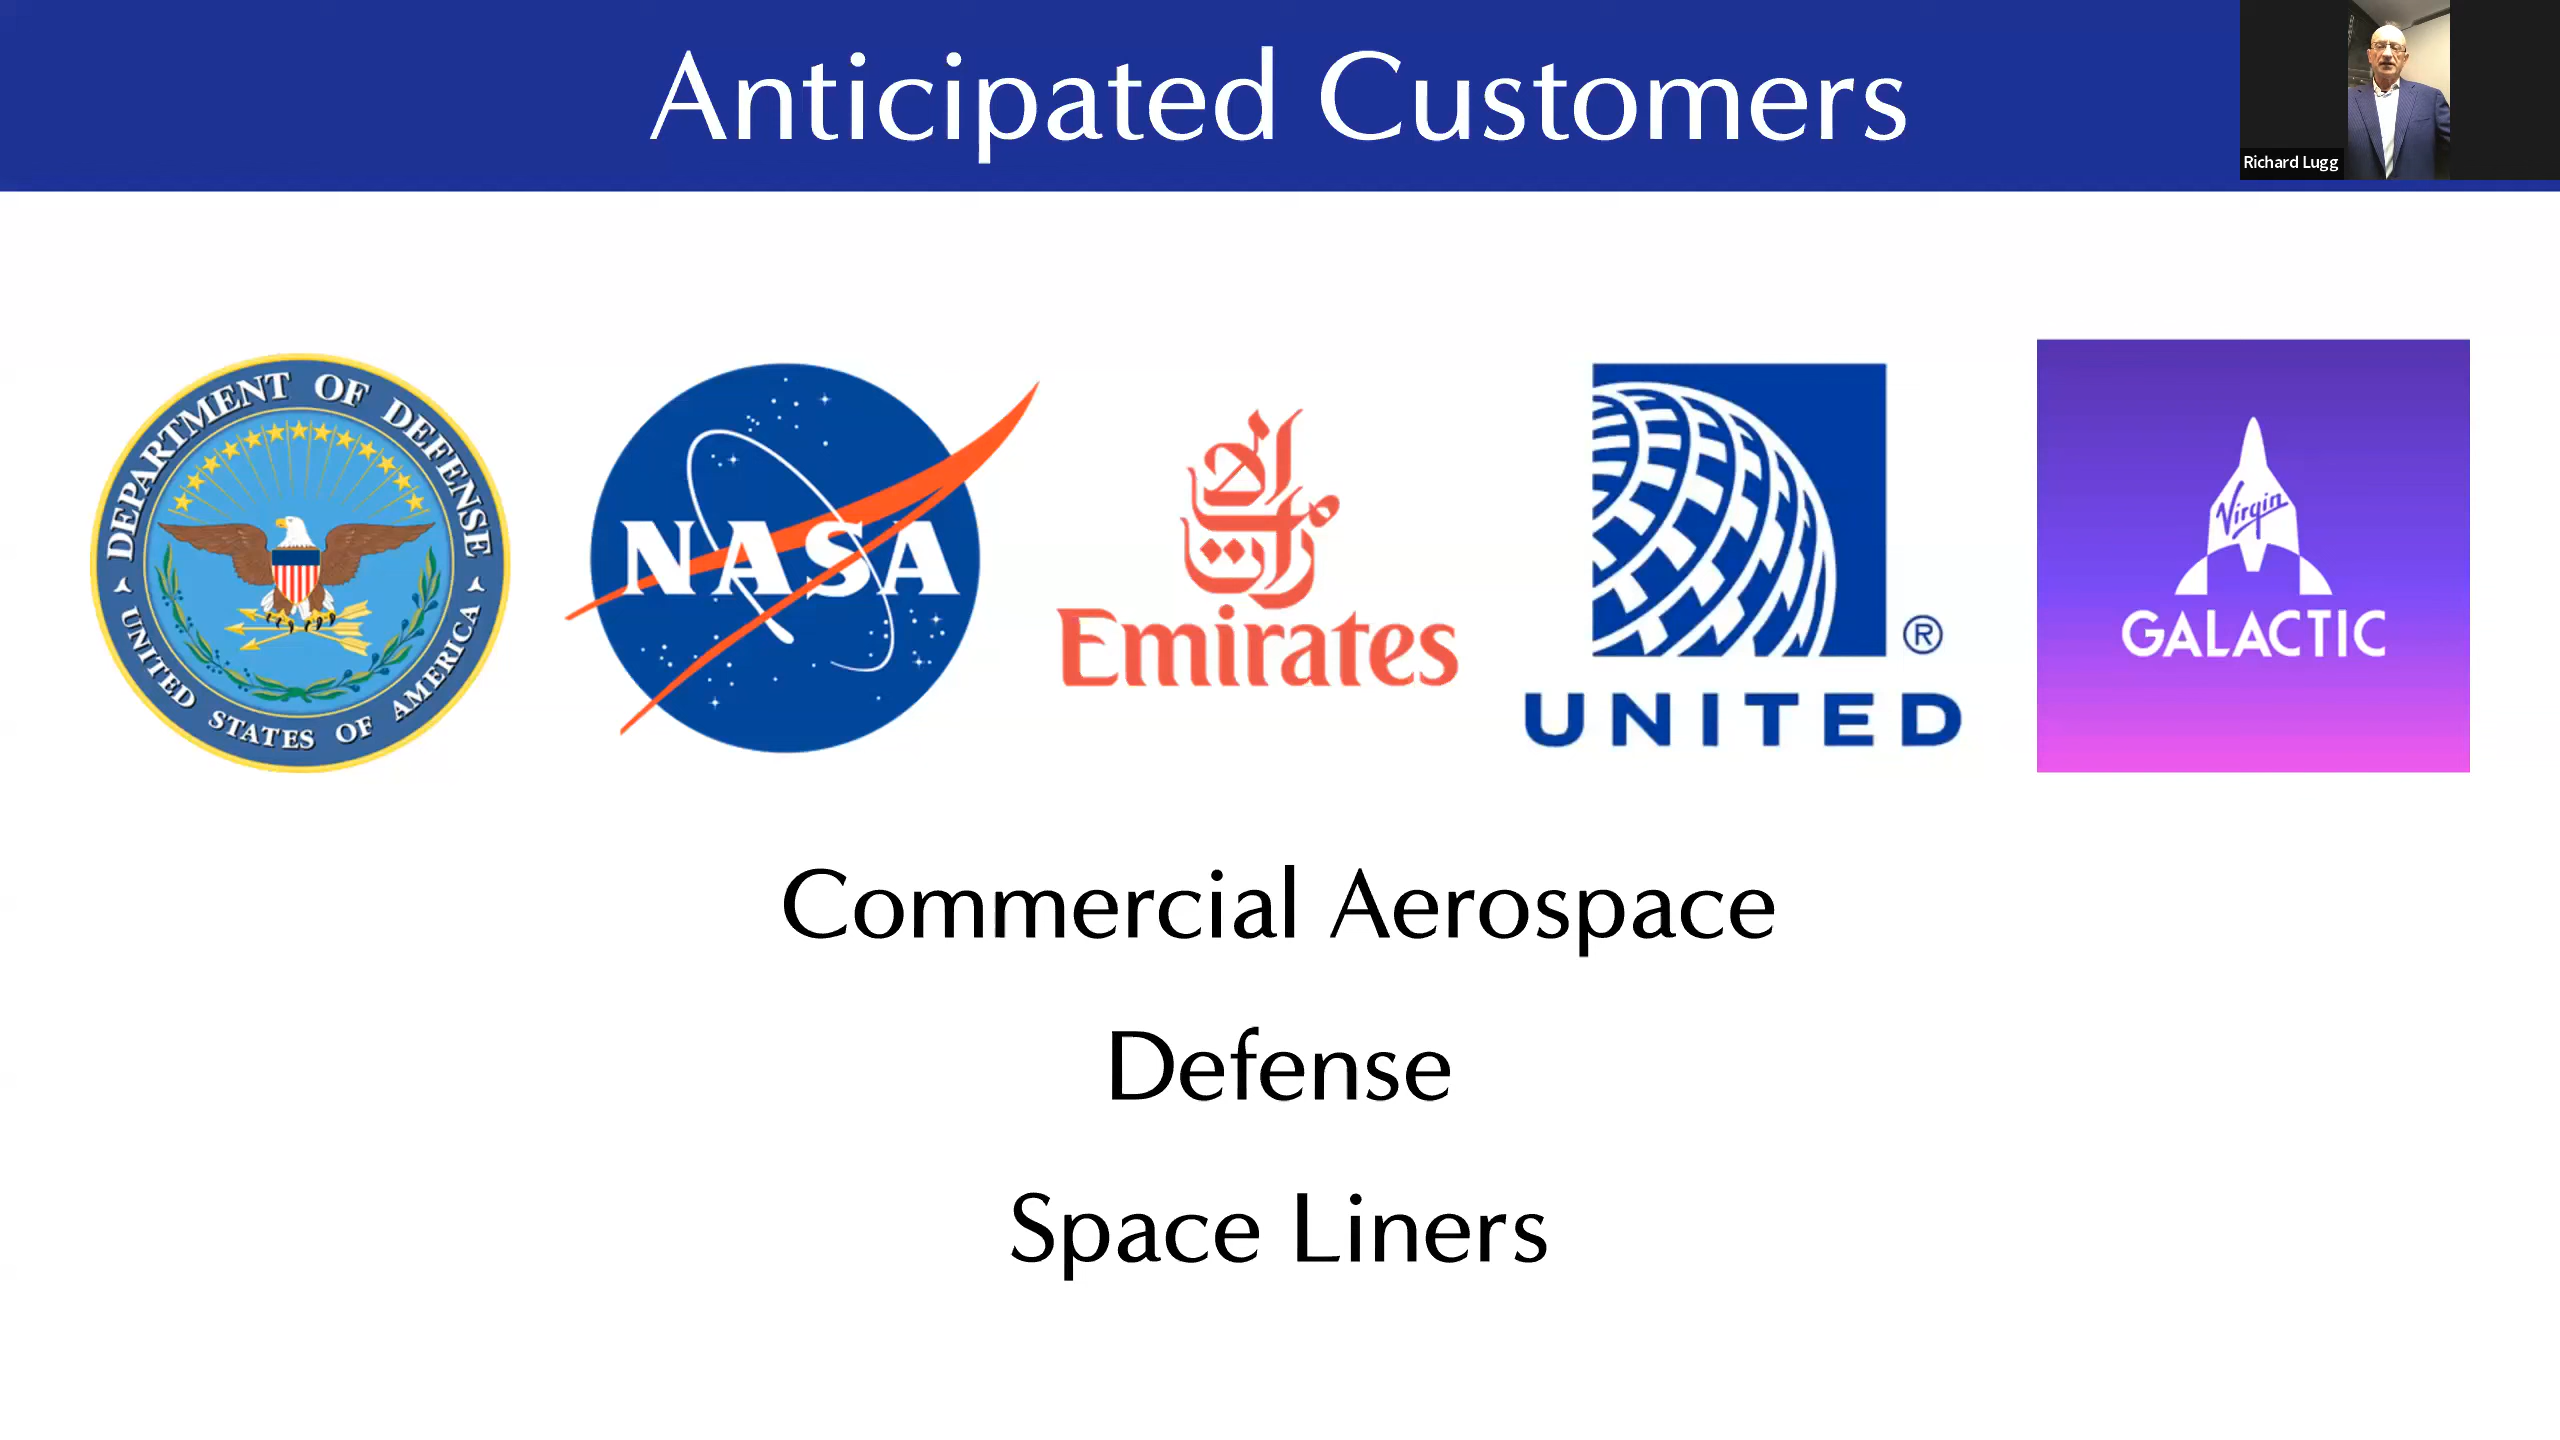 Anticipated Customers
Richard Lugg
DEPARTMENT OF DEFENSE
UNITED STATES OF AMERICA
NASA
الإمارات
Emirates
®
UNITED
Virgin
GALACTIC
Commercial Aerospace
Defense
Space Liners